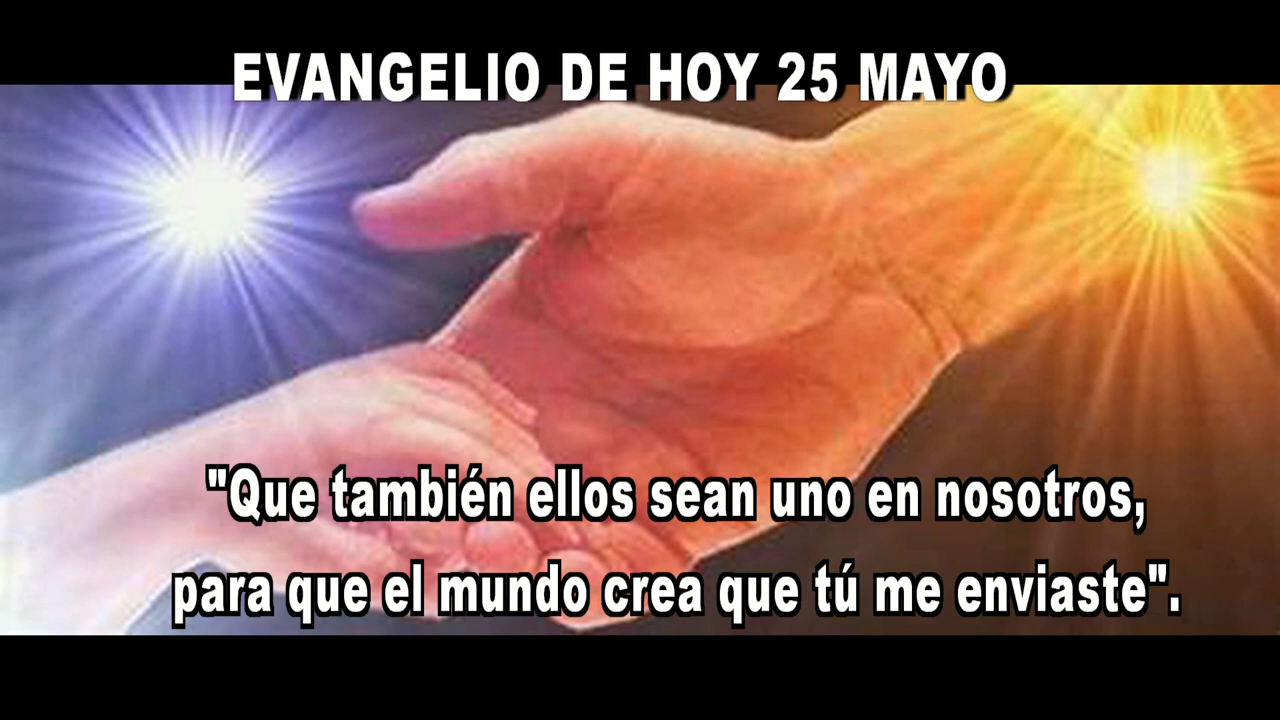 EVANGELIO DE HOY 25 MAYO
"Que también ellos sean uno en nosotros,
para que el mundo crea que tú me enviaste".